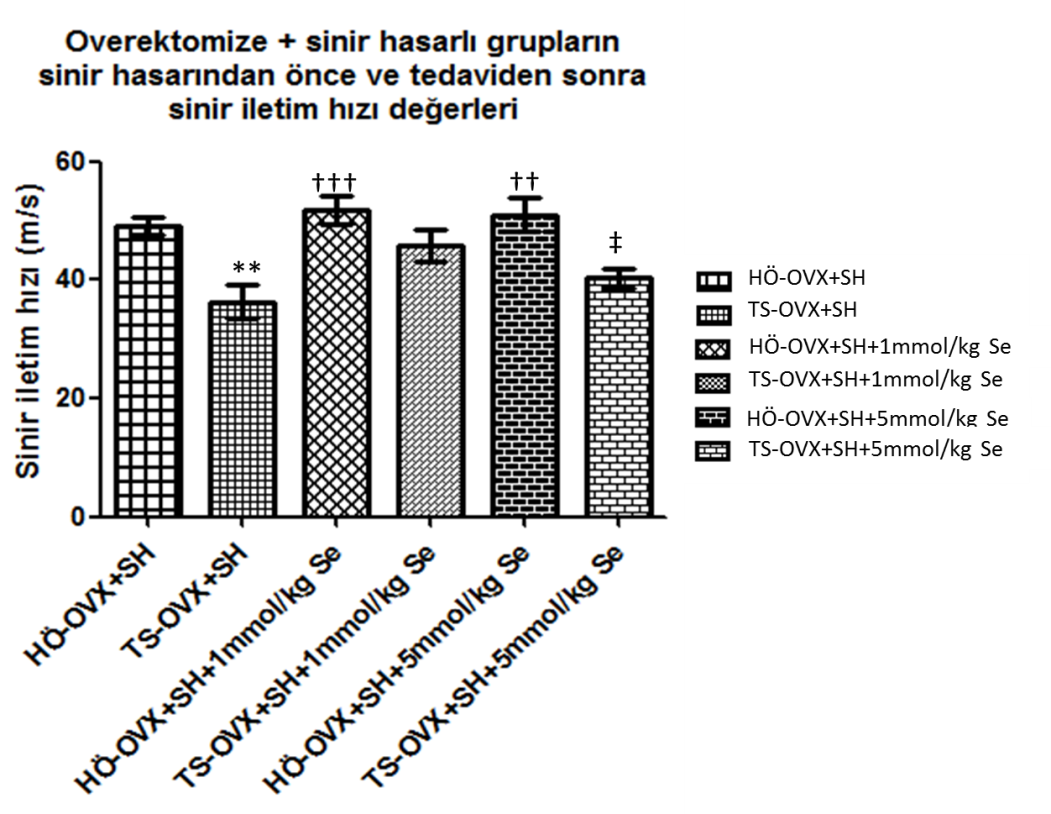 Overektomize + sinir hasarlı grupların
sinir hasarından önce ve tedaviden sonra
sinir iletim hızı değerleri
Sinir iletim hızı (m/s)
60
40
20
0
**
†††
††
‡
HÖ-OVX+SH
TS-OVX+SH
HÖ-OVX+SH+1mmol/kg Se
TS-OVX+SH+1mmol/kg Se
HÖ-OVX+SH+5mmol/kg Se
TS-OVX+SH+5mmol/kg Se
HÖ-OVX+SH
TS-OVX+SH
HÖ-OVX+SH+1mmol/kg Se
TS-OVX+SH+1mmol/kg Se
HÖ-OVX+SH+5mmol/kg Se
TS-OVX+SH+5mmol/kg Se